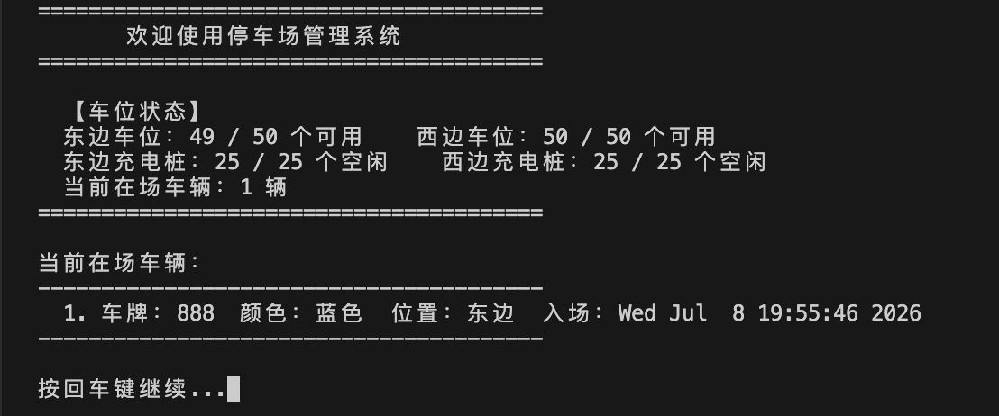 ========================================
欢迎使用停车场管理系统
========================================
【车位状态】
东边车位: 49 / 50 个可用    西边车位: 50 / 50 个可用
东边充电桩: 25 / 25 个空闲    西边充电桩: 25 / 25 个空闲
当前在场车辆: 1 辆
========================================
当前在场车辆:
----------------------------------------
1. 车牌: 888  颜色: 蓝色  位置: 东边  入场: Wed Jul  8 19:55:46 2026
----------------------------------------
按回车键继续...